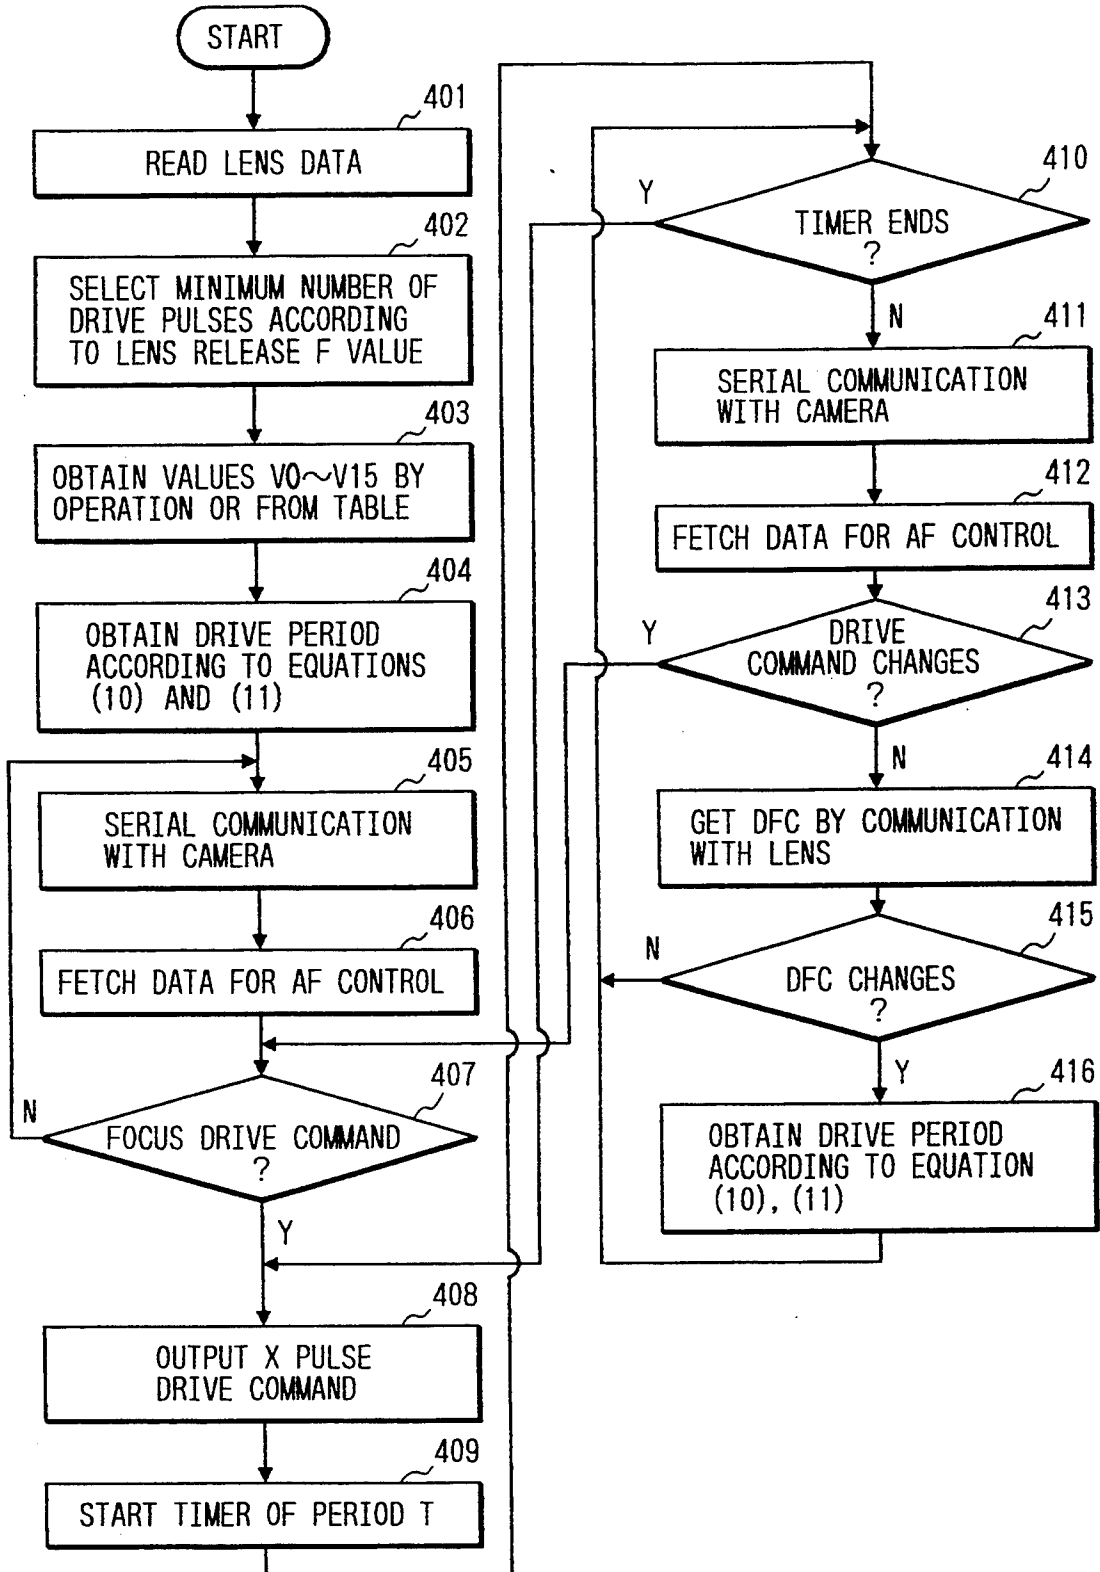 START
401
READ LENS DATA
402
SELECT MINIMUM NUMBER OF
DRIVE PULSES ACCORDING
TO LENS RELEASE F VALUE
403
OBTAIN VALUES V0~V15 BY
OPERATION OR FROM TABLE
404
OBTAIN DRIVE PERIOD
ACCORDING TO EQUATIONS
(10) AND (11)
405
SERIAL COMMUNICATION
WITH CAMERA
406
FETCH DATA FOR AF CONTROL
407
N
FOCUS DRIVE COMMAND
?
Y
408
OUTPUT X PULSE
DRIVE COMMAND
409
START TIMER OF PERIOD T
410
Y
TIMER ENDS
?
N
411
SERIAL COMMUNICATION
WITH CAMERA
412
FETCH DATA FOR AF CONTROL
413
Y
DRIVE
COMMAND CHANGES
?
N
414
GET DFC BY COMMUNICATION
WITH LENS
415
N
DFC CHANGES
?
Y
416
OBTAIN DRIVE PERIOD
ACCORDING TO EQUATION
(10), (11)